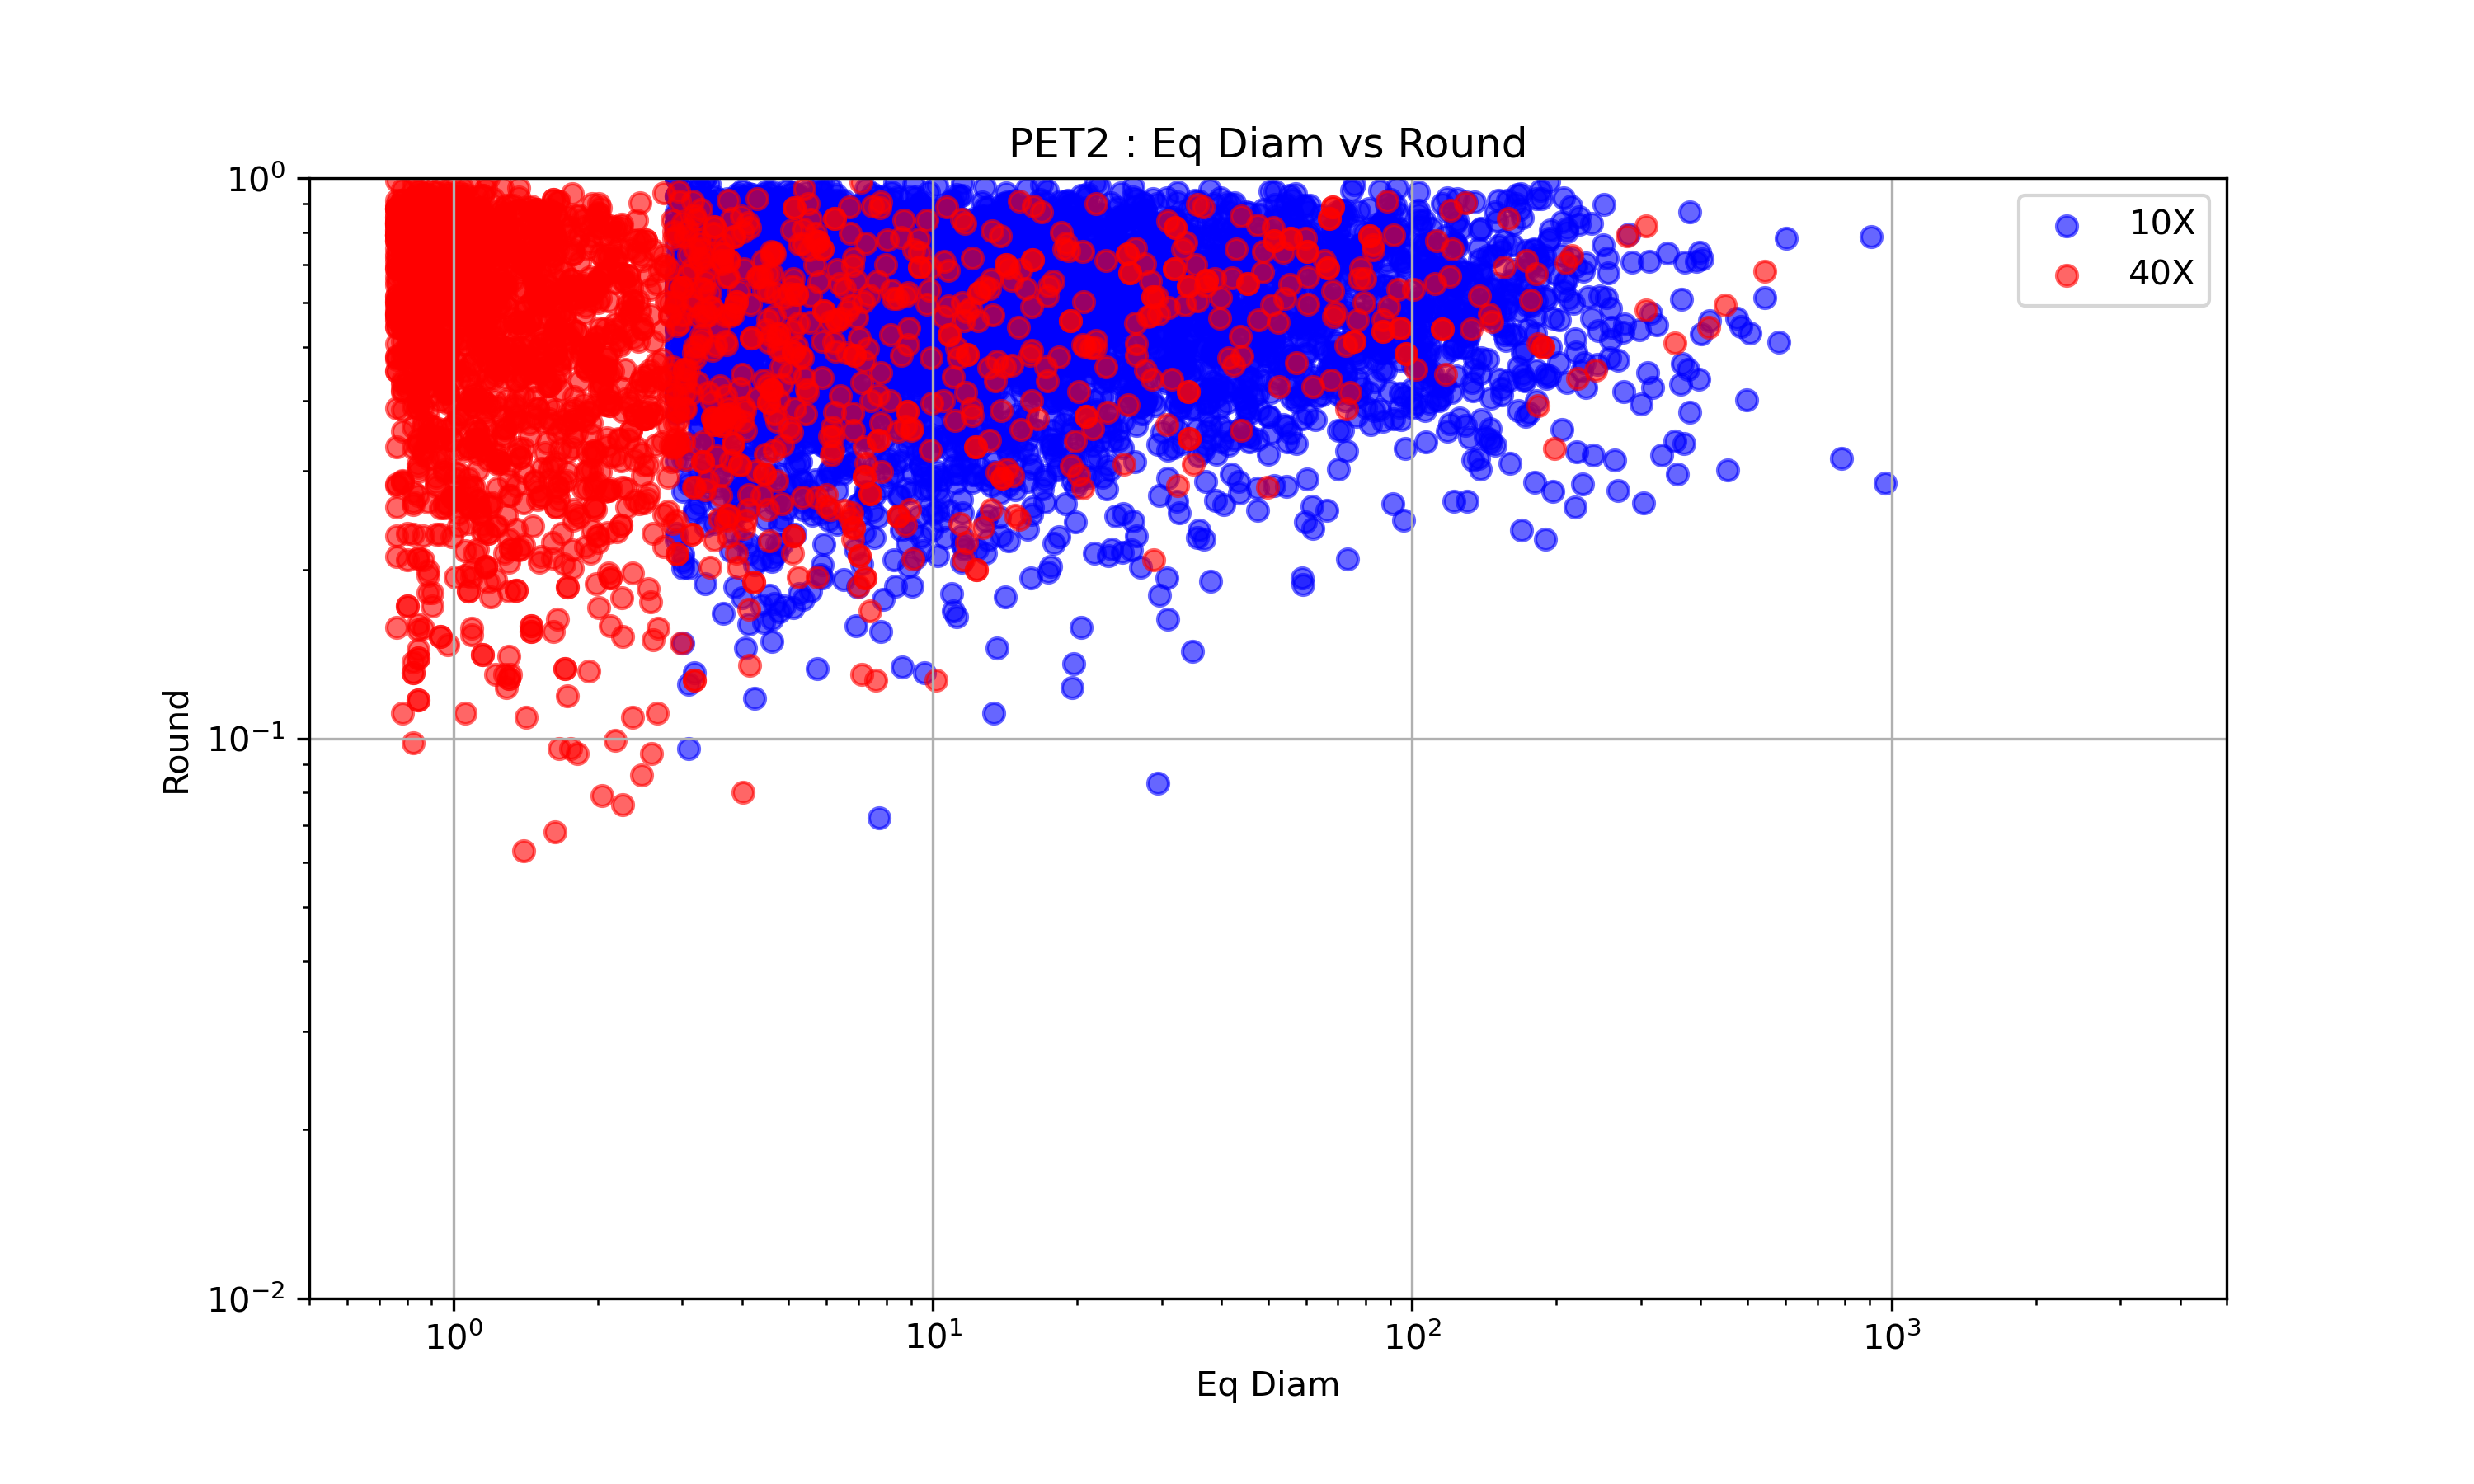 PET2 : Eq Diam vs Round
10X
40X
Round
10⁰
10⁻¹
10⁻²
10⁰ 10¹ 10² 10³
Eq Diam